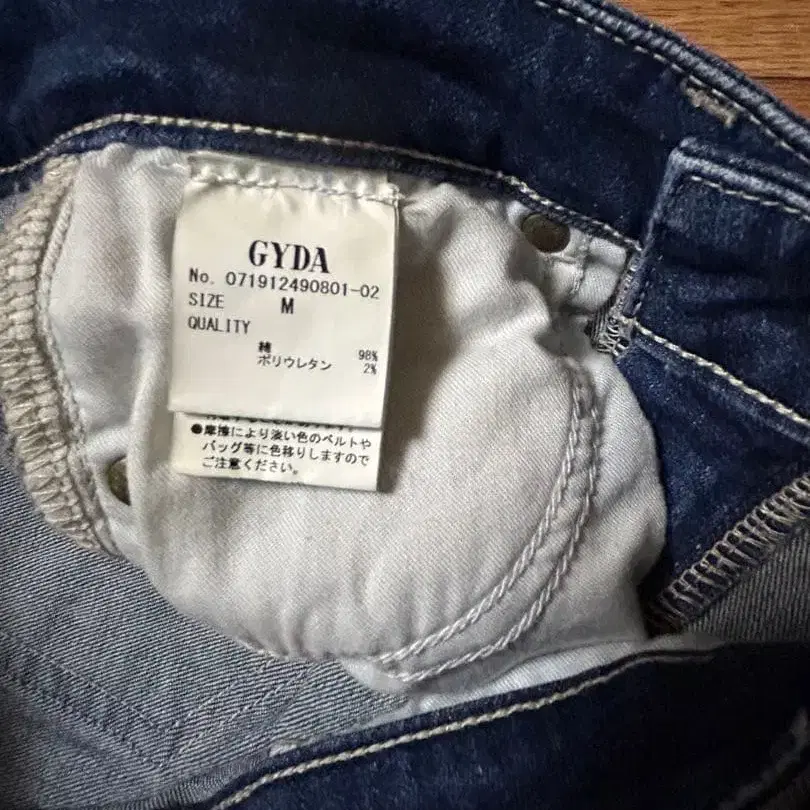 GYDA
No. 071912490801-02
SIZE M
QUALITY
綿 98%
ポリウレタン 2%
●摩擦により淡い色のベルトや
バッグ等に色移りしますので
ご注意ください。